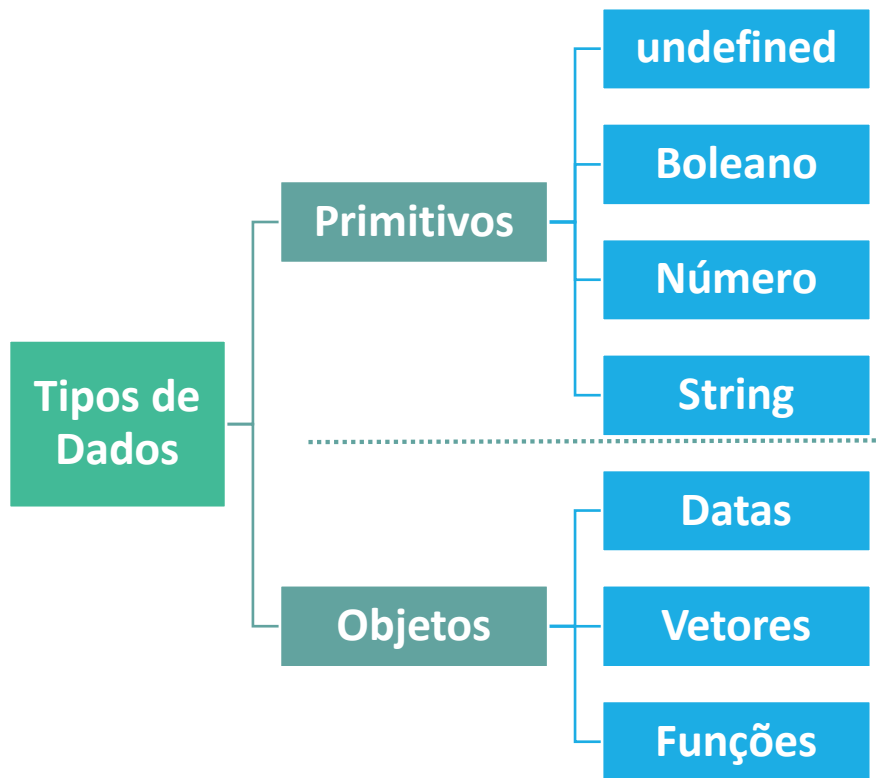 Tipos de
Dados
Primitivos
undefined
Boleano
Número
String
Objetos
Datas
Vetores
Funções